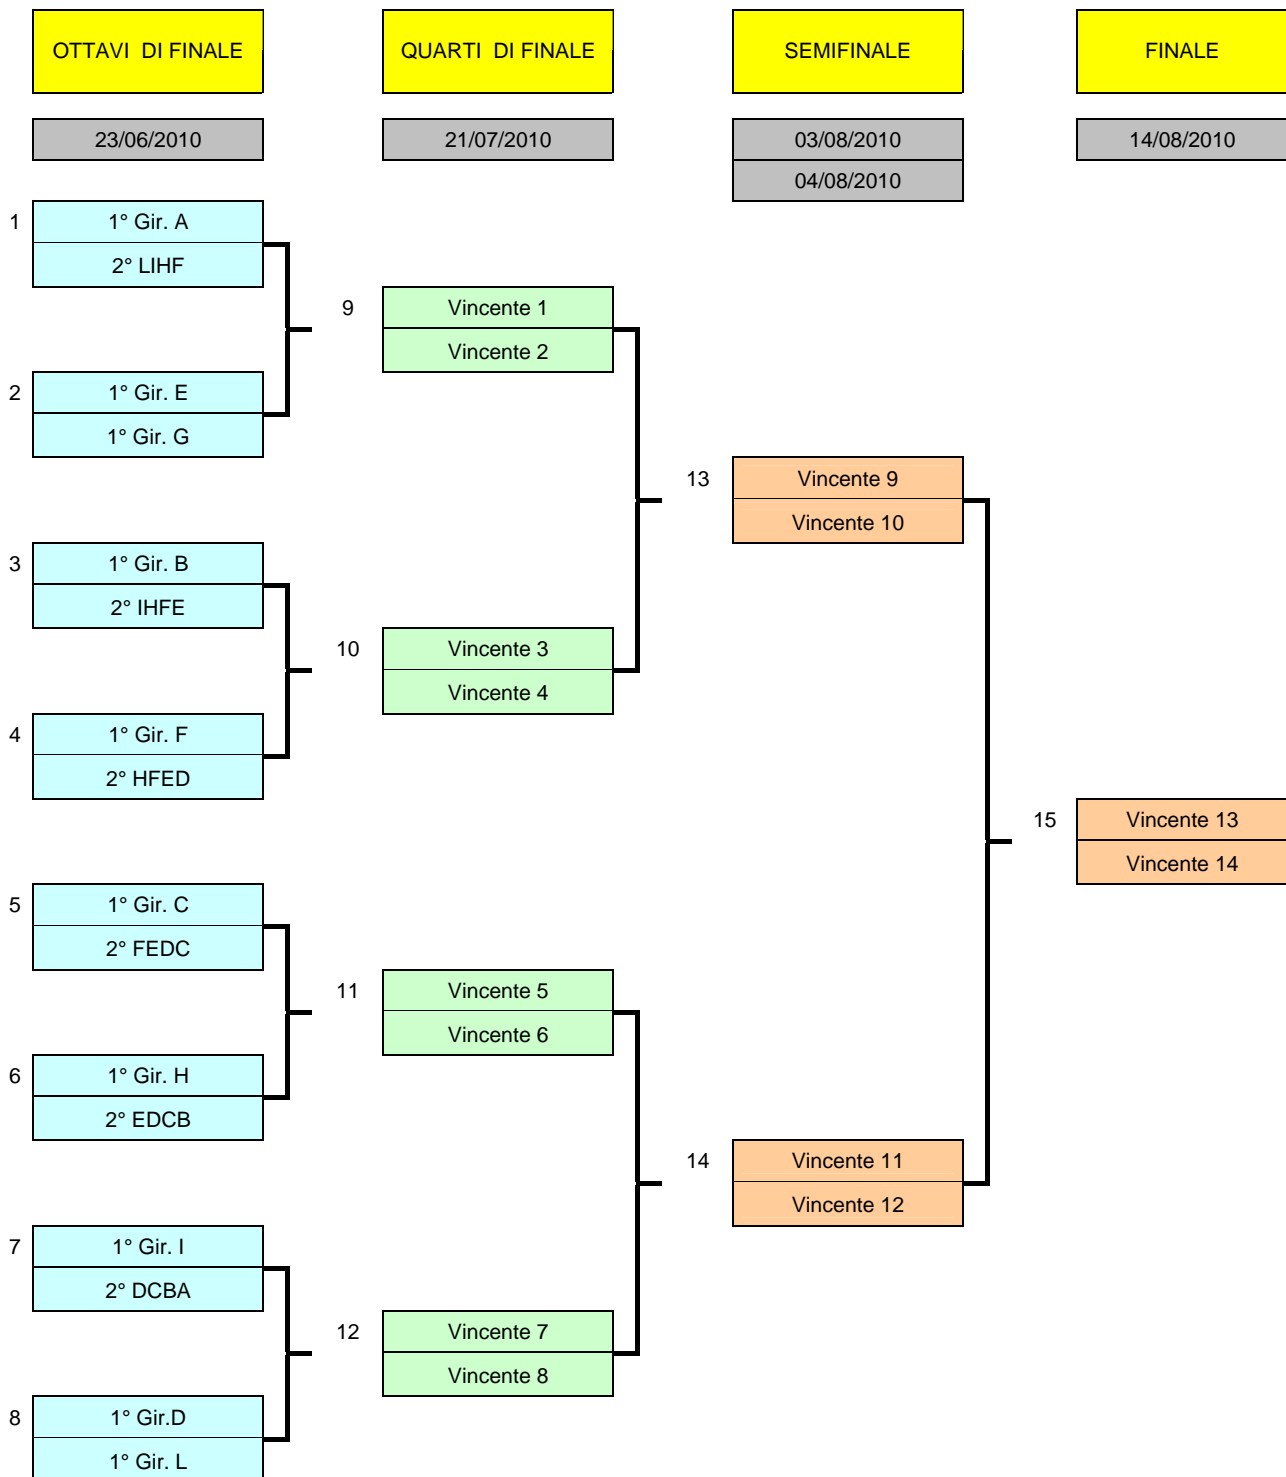 OTTAVI  DI FINALE
QUARTI  DI FINALE
SEMIFINALE
FINALE
23/06/2010
21/07/2010
03/08/2010
14/08/2010
04/08/2010
1
1° Gir. A
2° LIHF
9
Vincente 1
Vincente 2
2
1° Gir. E
1° Gir. G
13
Vincente 9
Vincente 10
3
1° Gir. B
2° IHFE
10
Vincente 3
Vincente 4
4
1° Gir. F
2° HFED
15
Vincente 13
Vincente 14
5
1° Gir. C
2° FEDC
11
Vincente 5
Vincente 6
6
1° Gir. H
2° EDCB
14
Vincente 11
Vincente 12
7
1° Gir. I
2° DCBA
12
Vincente 7
Vincente 8
8
1° Gir.D
1° Gir. L